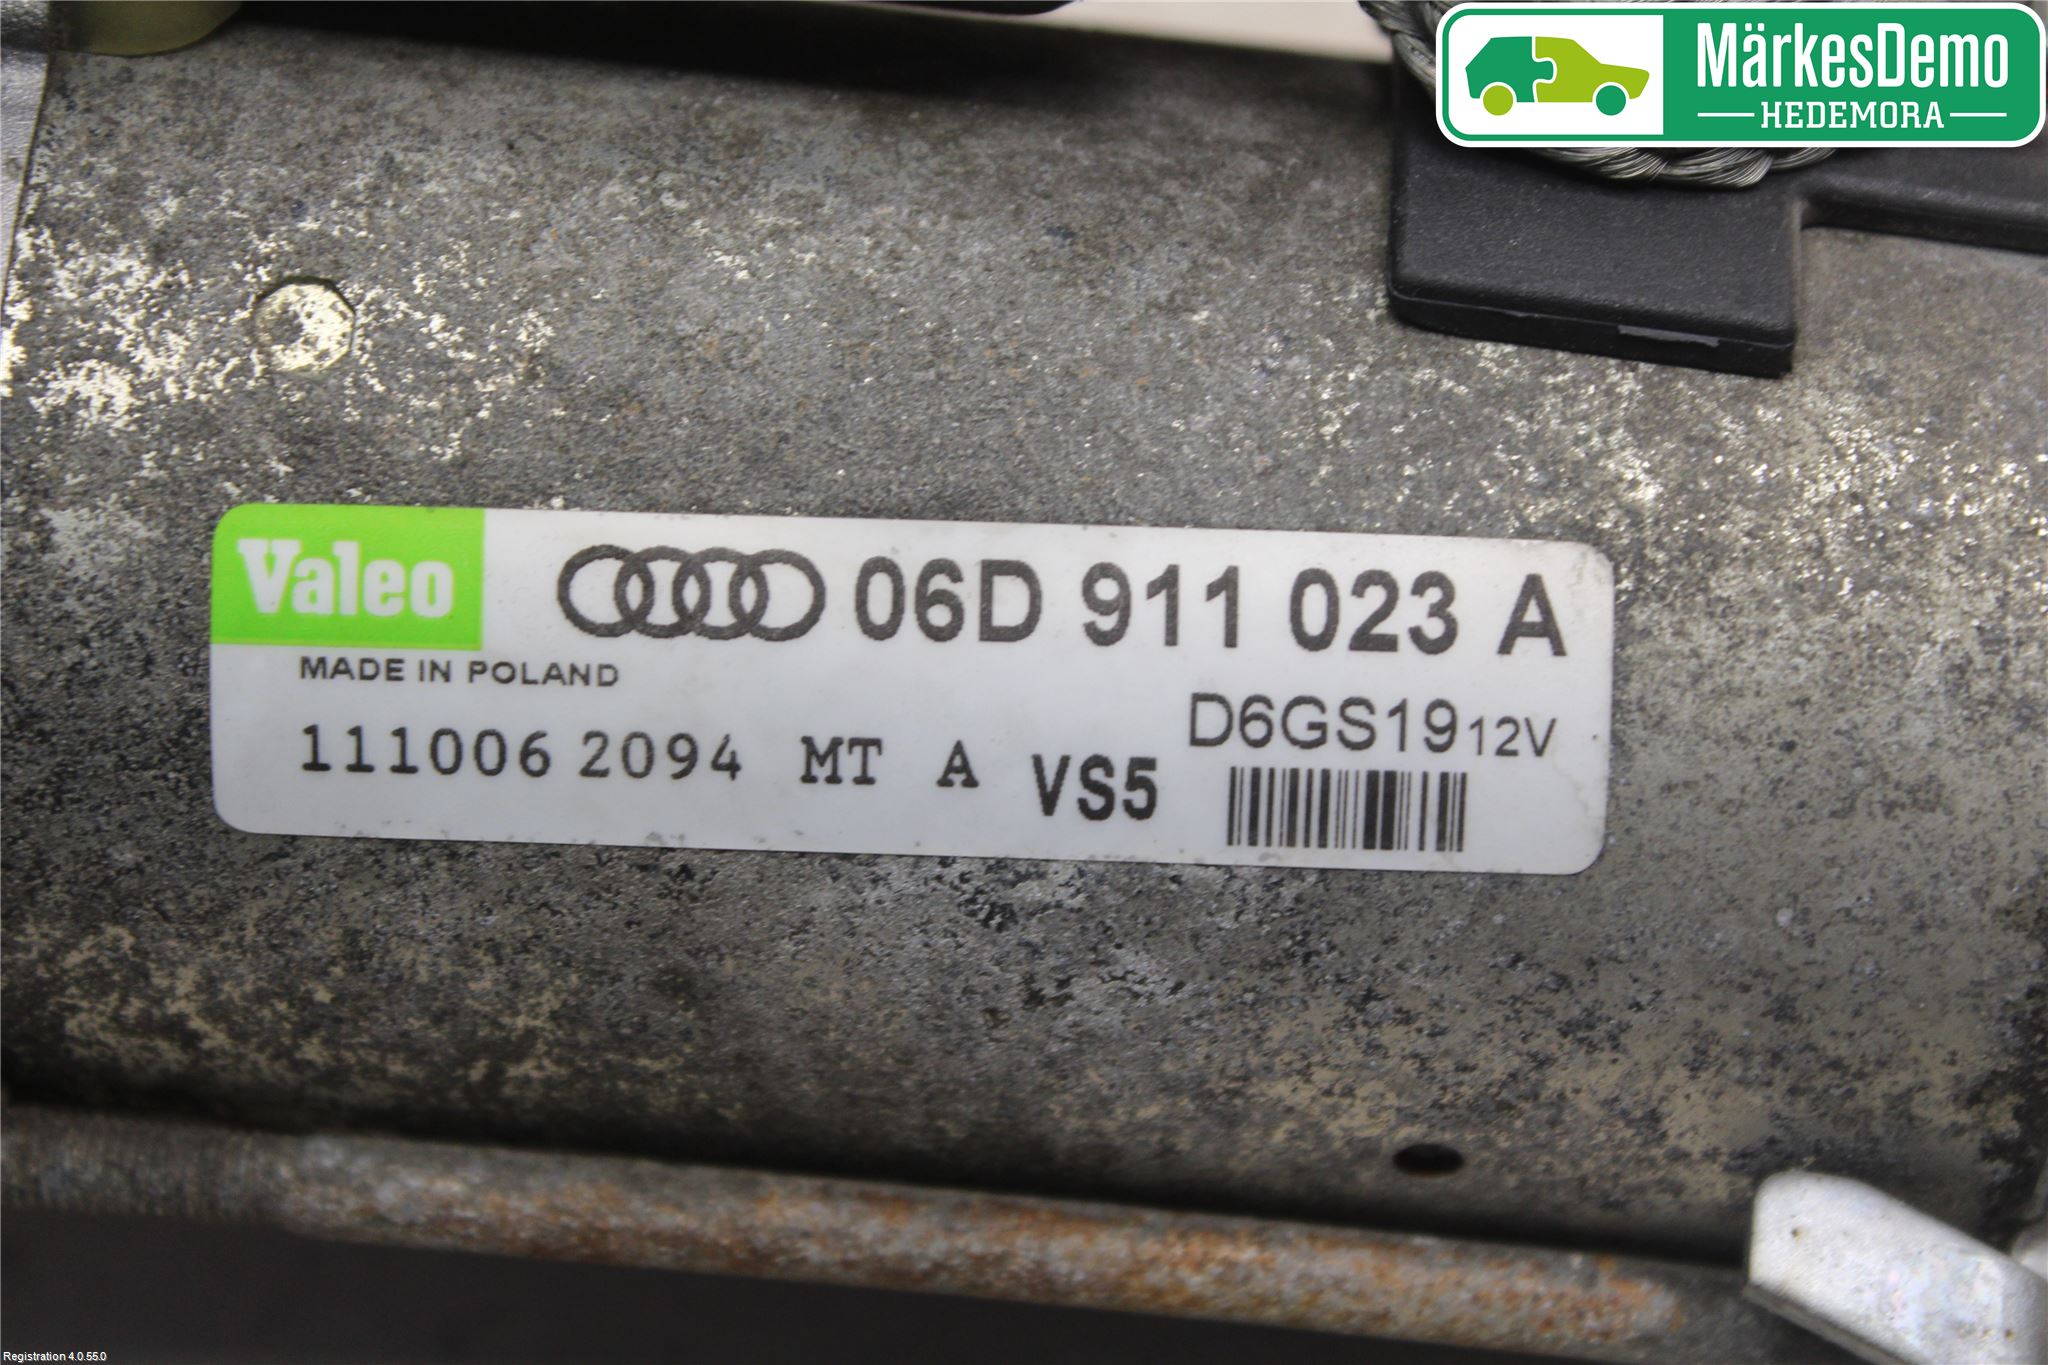 MärkesDemo
HEDEMORA
Valeo 06D 911 023 A
MADE IN POLAND
D6GS19 12V
111006 2094 MT A VS5
Registration 4.0.55.0